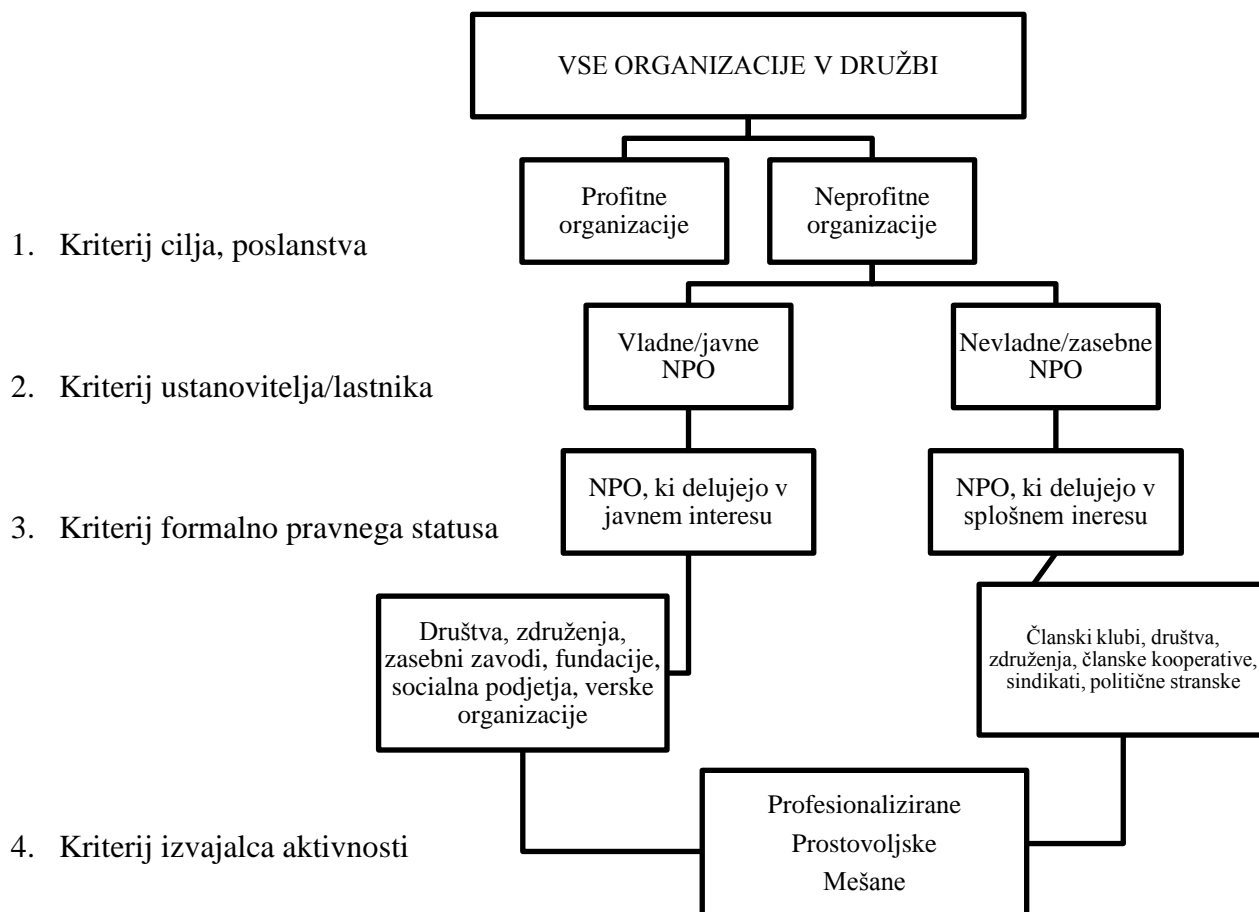 VSE ORGANIZACIJE V DRUŽBI
Profitne
organizacije
Neprofitne
organizacije
1. Kriterij cilja, poslanstva
Vladne/javne
NPO
Nevladne/zasebne
NPO
2. Kriterij ustanovitelja/lastnika
NPO, ki delujejo v
javnem interesu
NPO, ki delujejo v
splošnem ineresu
3. Kriterij formalno pravnega statusa
Društva, združenja,
zasebni zavodi, fundacije,
socialna podjetja, verske
organizacije
Članski klubi, društva,
združenja, članske kooperative,
sindikati, politične stranske
Profesionalizirane
Prostovoljske
Mešane
4. Kriterij izvajalca aktivnosti